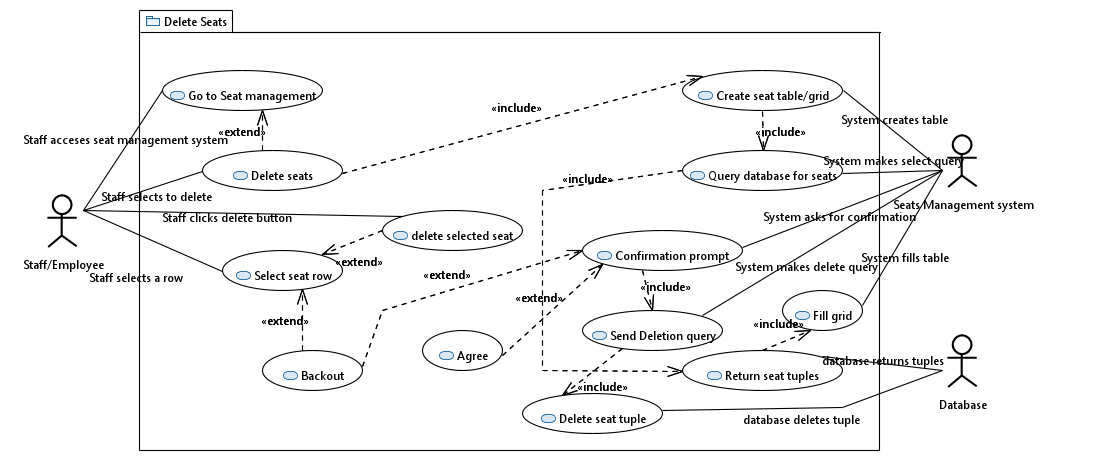 Delete Seats
Go to Seat management
Create seat table/grid
«include»
System creates table
«extend»
«include»
Staff acceses seat management system
System makes select query
Delete seats
«include»
Query database for seats
Staff selects to delete
Seats Management system
Staff clicks delete button
System asks for confirmation
delete selected seat
Confirmation prompt
System fills table
Staff/Employee
«extend»
System makes delete query
Staff selects a row
Select seat row
«extend»
«include»
«extend»
Fill grid
«extend»
«include»
Send Deletion query
Agree
database returns tuples
Backout
Return seat tuples
«include»
Database
Delete seat tuple
database deletes tuple